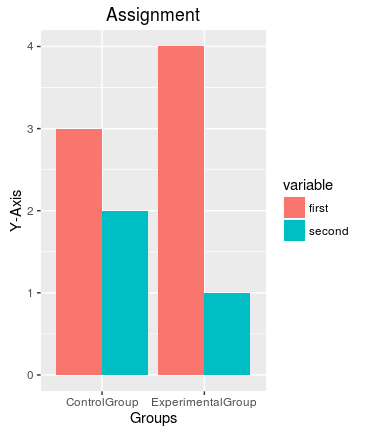 Assignment
4
3
2
1
0
Y-Axis
ControlGroup ExperimentalGroup
Groups
variable
first
second